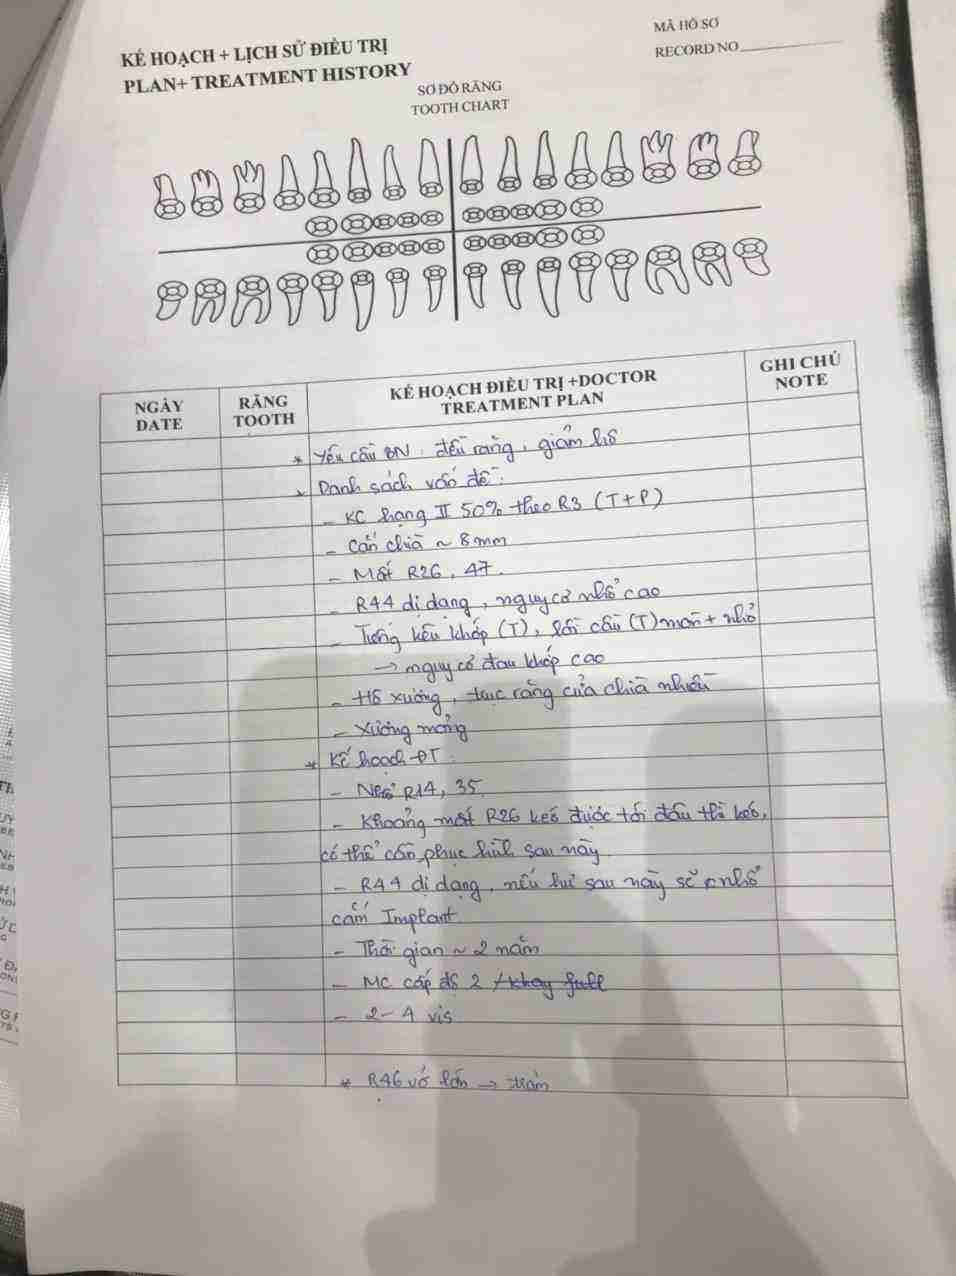 MÃ HỒ SƠ
RECORD NO
KẾ HOẠCH + LỊCH SỬ ĐIỀU TRỊ
PLAN+ TREATMENT HISTORY
SƠ ĐỒ RĂNG
TOOTH CHART
NGÀY
DATE
RĂNG
TOOTH
KẾ HOẠCH ĐIỀU TRỊ +DOCTOR
TREATMENT PLAN
GHI CHÚ
NOTE
* Yêu cầu BN: đều răng, giảm hô
* Danh sách vấn đề:
- KC hạng II 50% theo R3 (T+P)
- Cắn chìa ~ 8mm
- Mất R26, 47.
- R44 dị dạng, nguy cơ nhổ cao
- Tiếng kêu khớp (T), lồi cầu (T) mòn + nhỏ
→ nguy cơ đau khớp cao
- Hô xương, trục răng cửa chìa nhiều
- Xương mỏng
* Kế hoạch ĐT:
- Nhổ R14, 35.
- Khoảng mất R26 kéo được tới đâu thì kéo,
có thể cần phục hình sau này.
- R44 dị dạng, nếu hư sau này sẽ nhổ
cắm Implant
- Thời gian ~ 2 năm
- MC cấp độ 2 / khay full
- 2-4 vis
* R46 vỡ lớn → trám